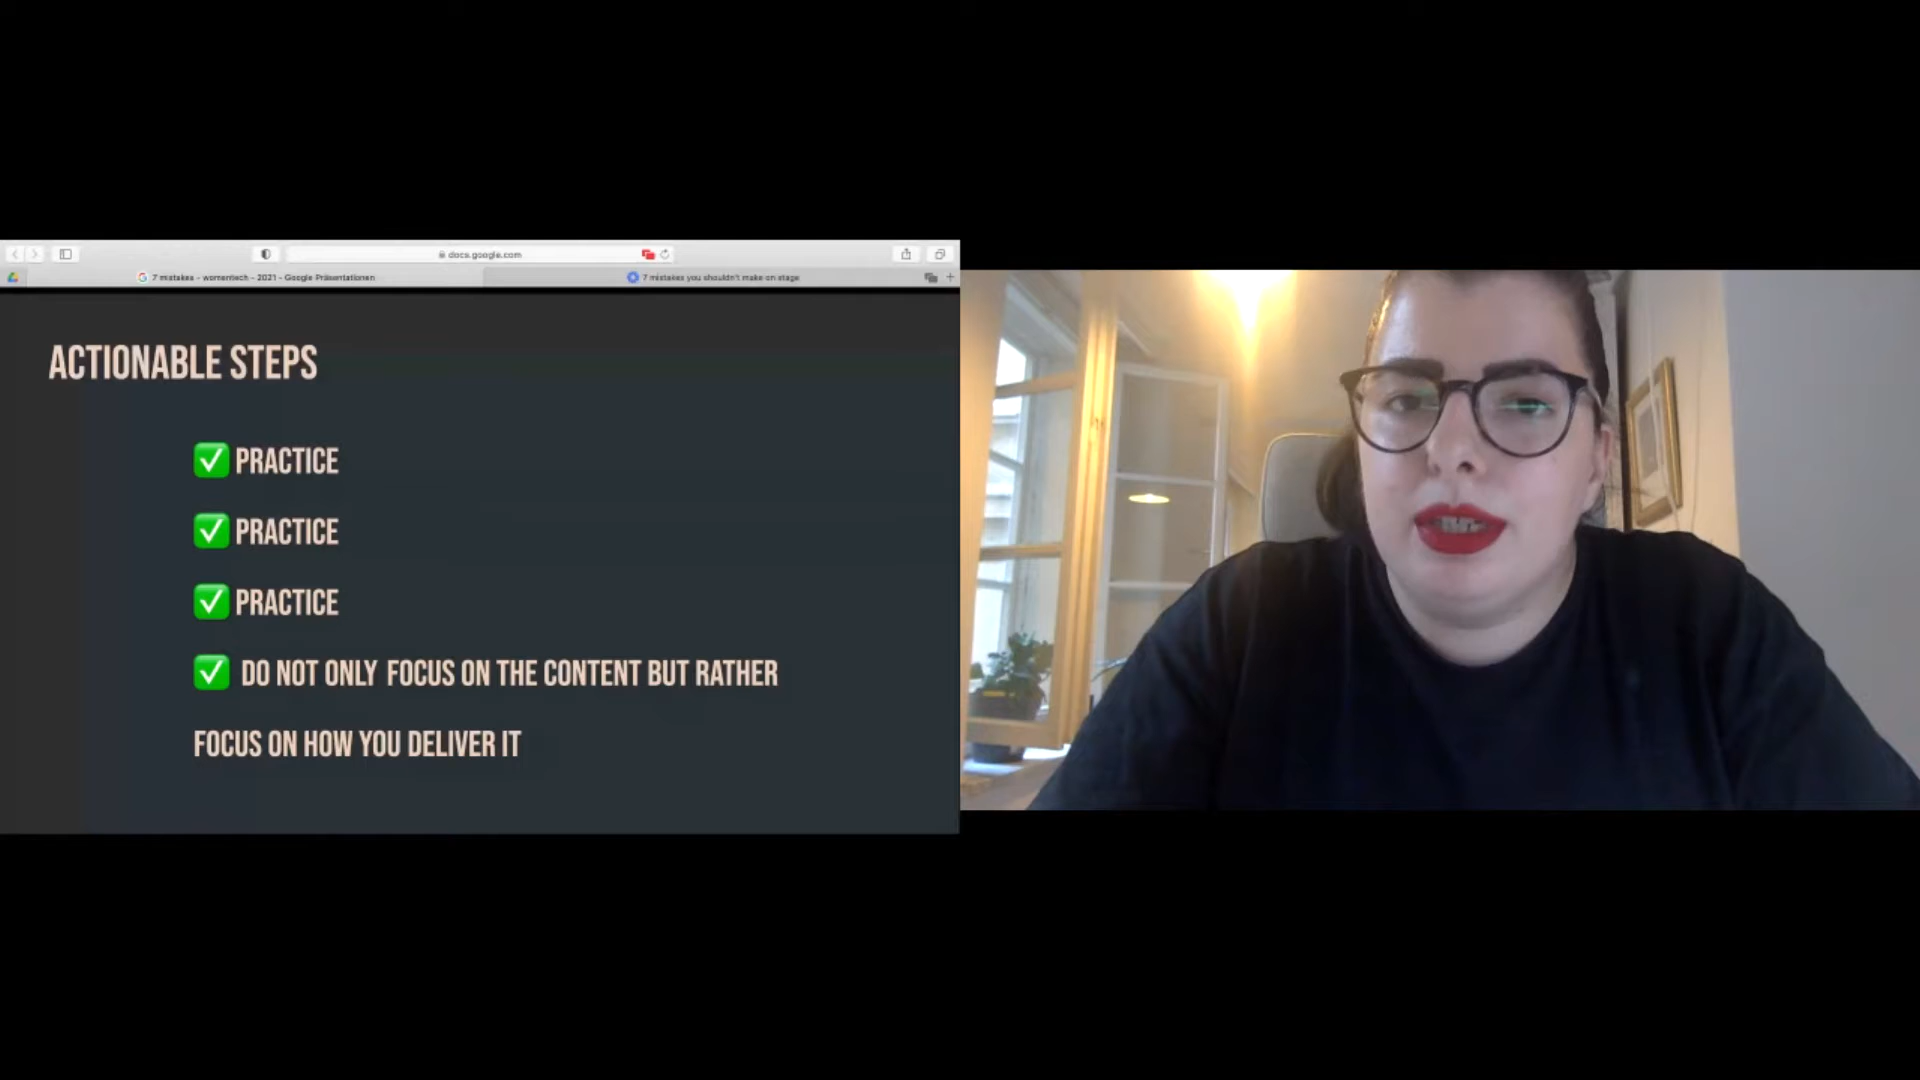 docs.google.com
7 mistakes - womentech - 2021 - Google Präsentationen
7 mistakes you shouldn't make on stage
ACTIONABLE STEPS
✅ PRACTICE
✅ PRACTICE
✅ PRACTICE
✅ DO NOT ONLY FOCUS ON THE CONTENT BUT RATHER
FOCUS ON HOW YOU DELIVER IT